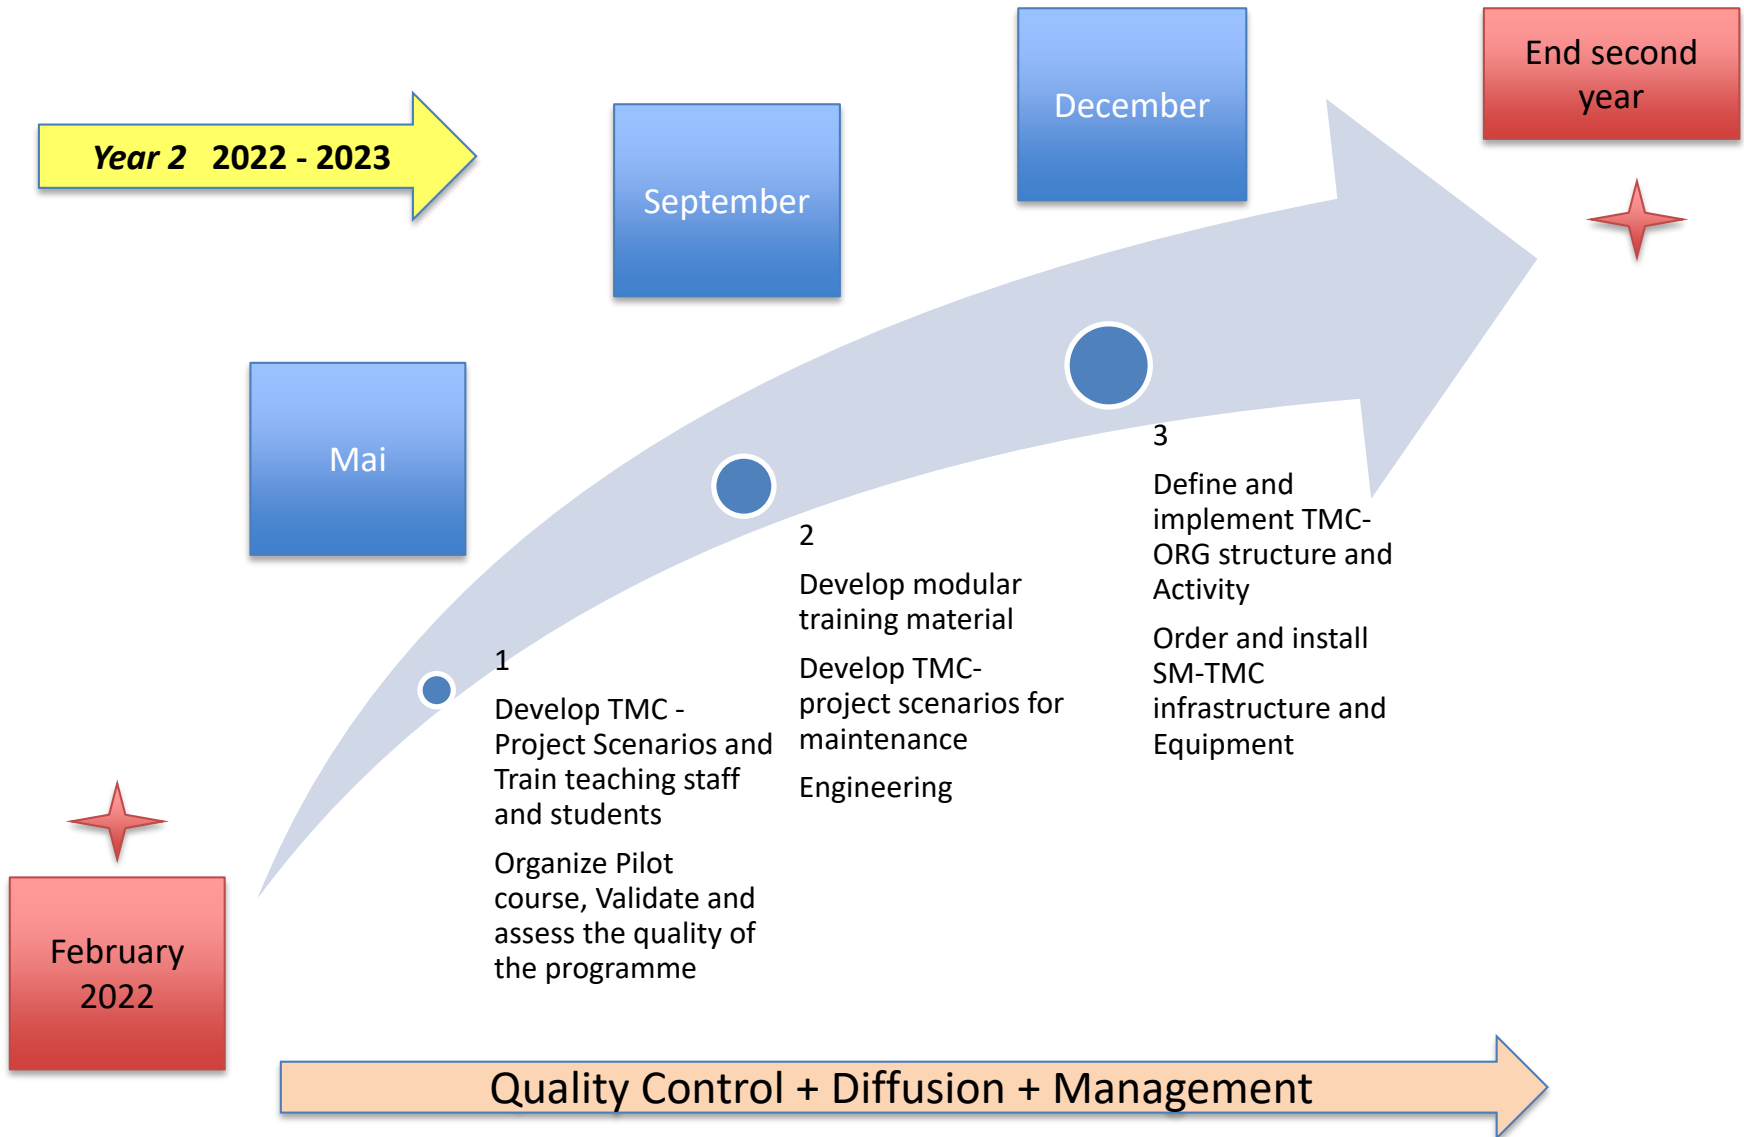 Year 2 2022 - 2023
Mai
September
December
End second
year
February
2022
1
Develop TMC -
Project Scenarios and
Train teaching staff
and students
Organize Pilot
course, Validate and
assess the quality of
the programme
2
Develop modular
training material
Develop TMC-
project scenarios for
maintenance
Engineering
3
Define and
implement TMC-
ORG structure and
Activity
Order and install
SM-TMC
infrastructure and
Equipment
Quality Control + Diffusion + Management